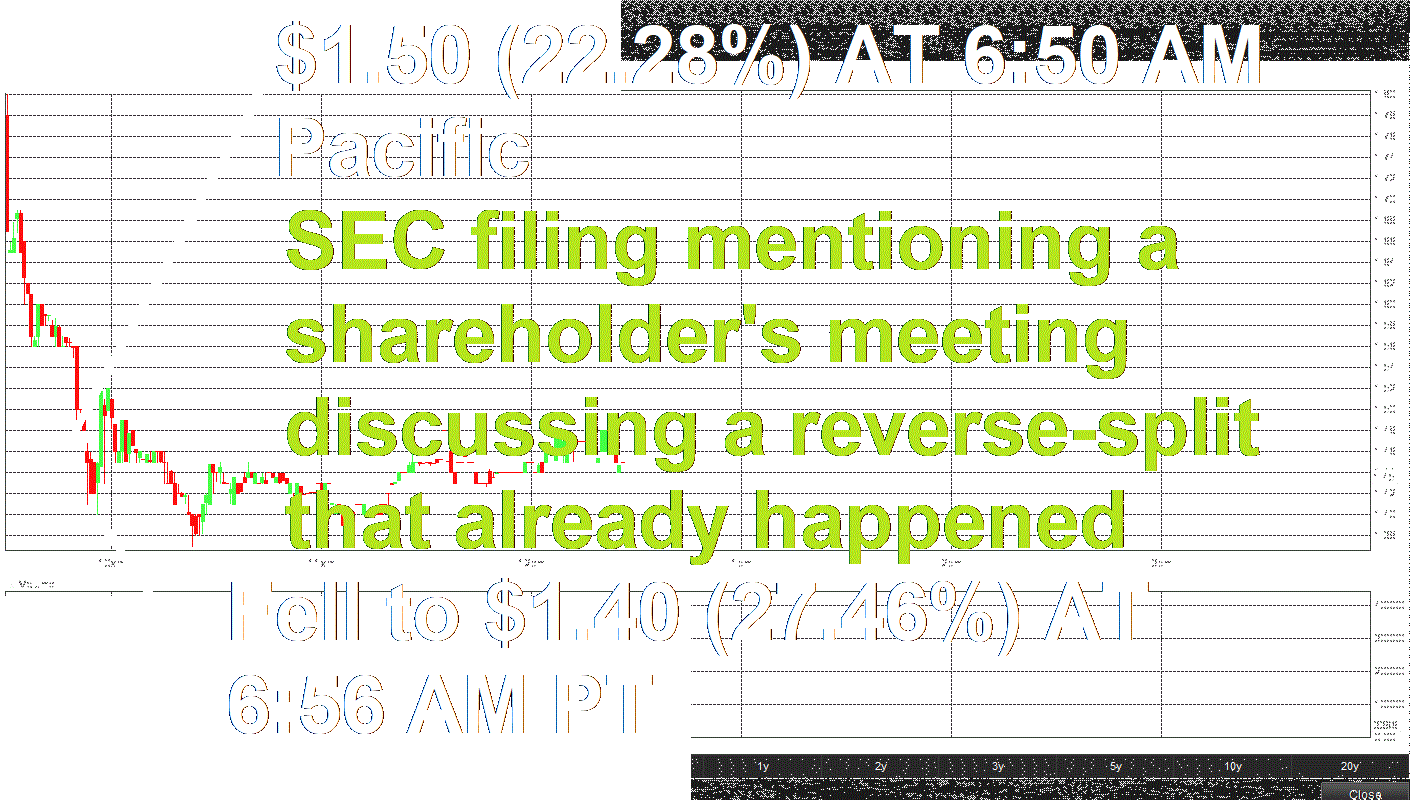 $1.50 (22.28%) AT 6:50 AM
Pacific
SEC filing mentioning a
shareholder's meeting
discussing a reverse-split
that already happened
Fell to $1.40 (27.46%) AT
6:56 AM PT
1y 2y 3y 5y 10y 20y
Close